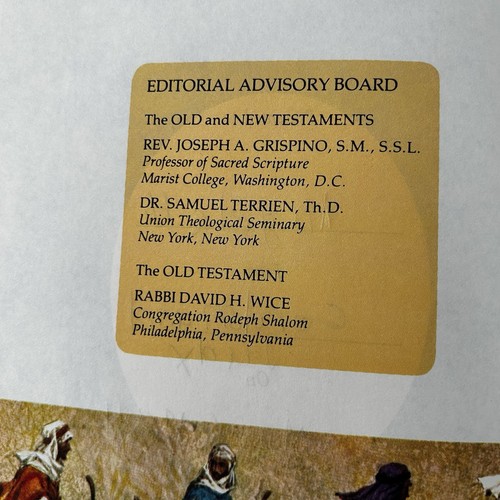 EDITORIAL ADVISORY BOARD
The OLD and NEW TESTAMENTS
REV. JOSEPH A. GRISPINO, S.M., S.S.L.
Professor of Sacred Scripture
Marist College, Washington, D.C.
DR. SAMUEL TERRIEN, Th.D.
Union Theological Seminary
New York, New York
The OLD TESTAMENT
RABBI DAVID H. WICE
Congregation Rodeph Shalom
Philadelphia, Pennsylvania